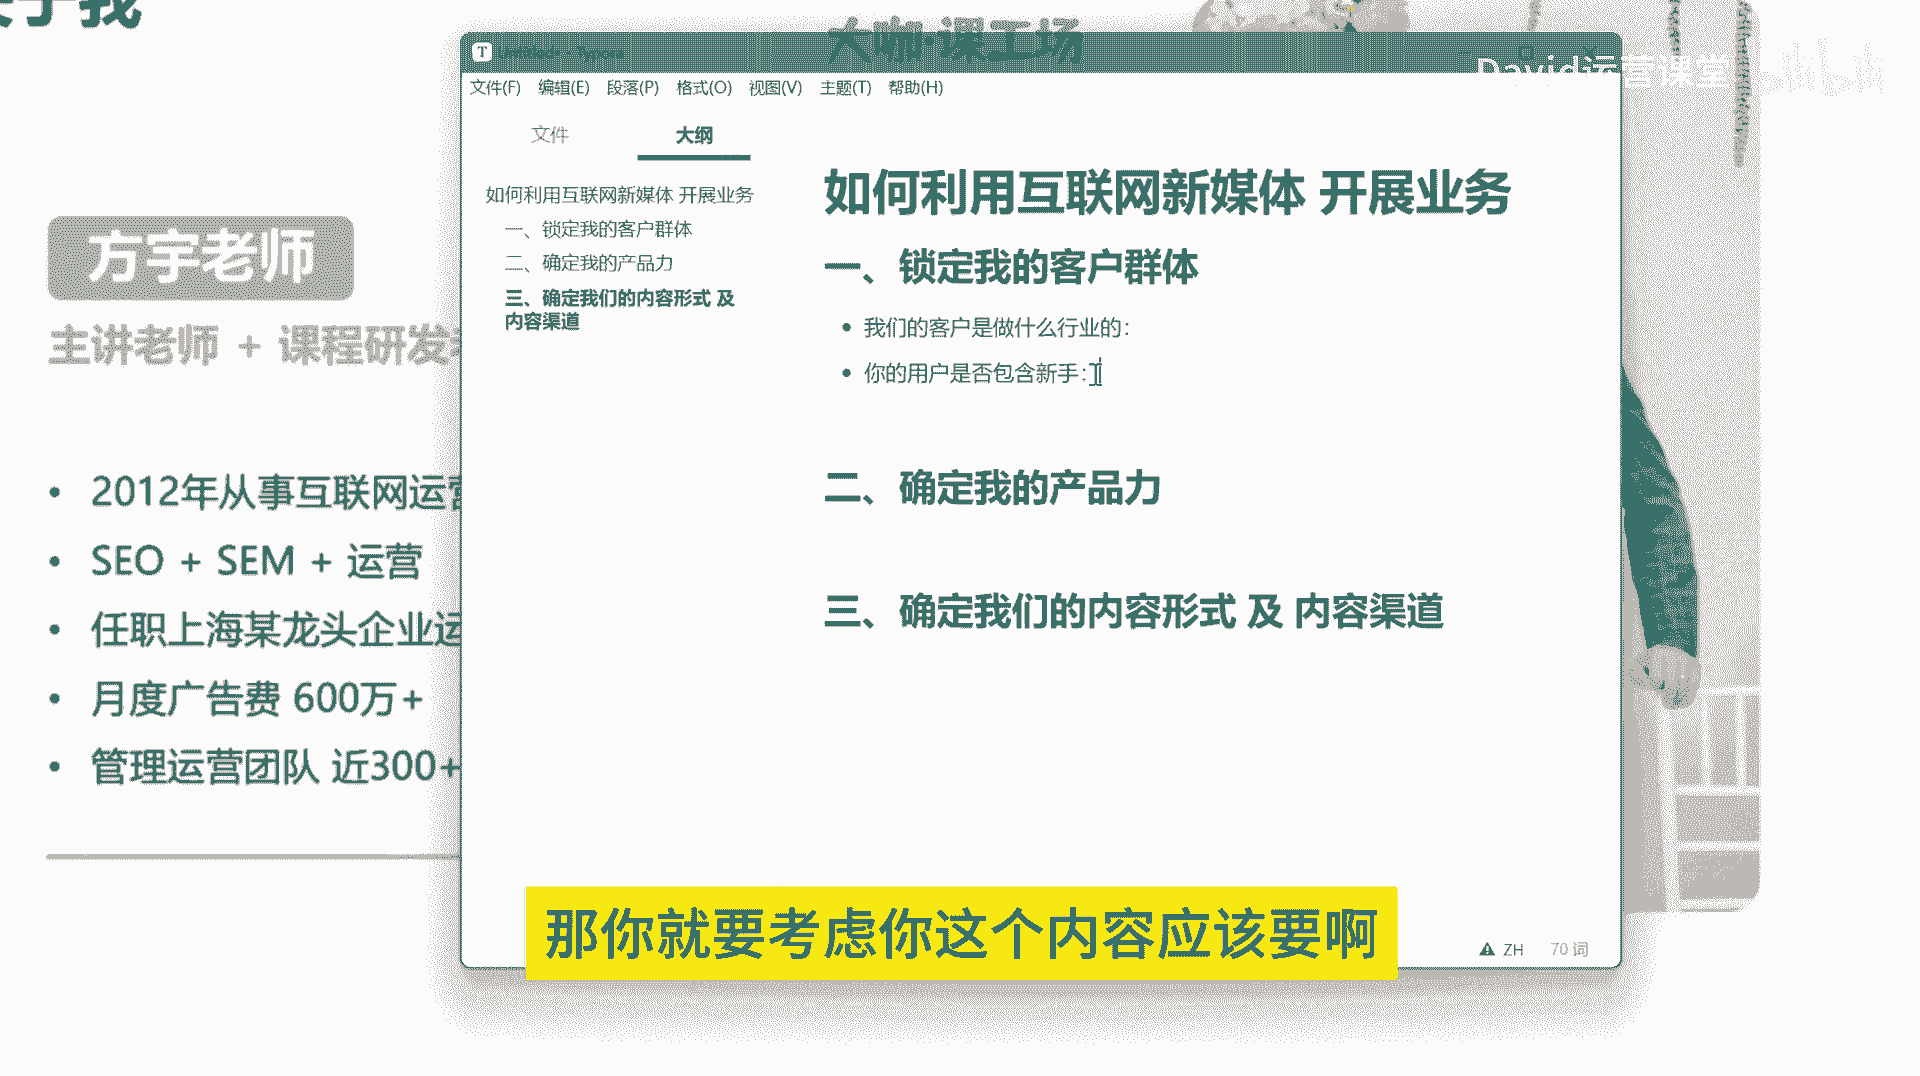 于我
大咖·课工场
Untitled - Typora
David运营课堂
bilibili
文件(F) 编辑(E) 段落(P) 格式(O) 视图(V) 主题(T) 帮助(H)
文件 大纲
如何利用互联网新媒体 开展业务
一、锁定我的客户群体
二、确定我的产品力
三、确定我们的内容形式 及
内容渠道
如何利用互联网新媒体 开展业务
一、锁定我的客户群体
• 我们的客户是做什么行业的：
• 你的用户是否包含新手：
二、确定我的产品力
三、确定我们的内容形式 及 内容渠道
方宇老师
主讲老师 + 课程研发
• 2012年从事互联网运营
• SEO + SEM + 运营
• 任职上海某龙头企业运
• 月度广告费 600万+
• 管理运营团队 近300+
那你就要考虑你这个内容应该要啊
ZH 70 词